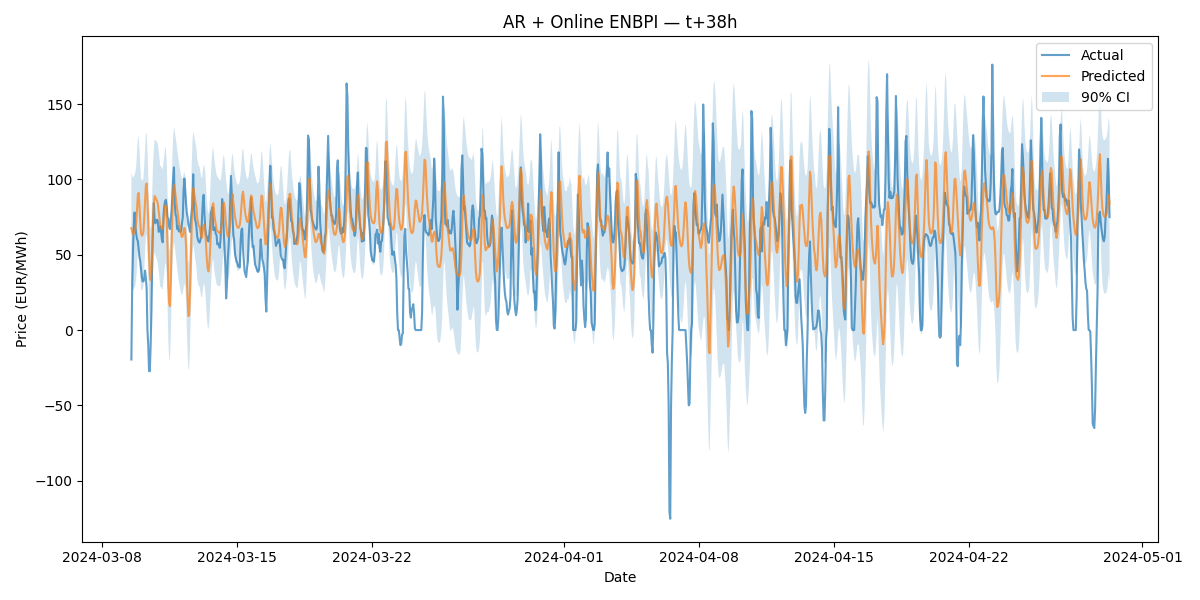 AR + Online ENBPI — t+38h
Actual
Predicted
90% CI
Price (EUR/MWh)
150
100
50
0
−50
−100
2024-03-08
2024-03-15
2024-03-22
2024-04-01
2024-04-08
2024-04-15
2024-04-22
2024-05-01
Date